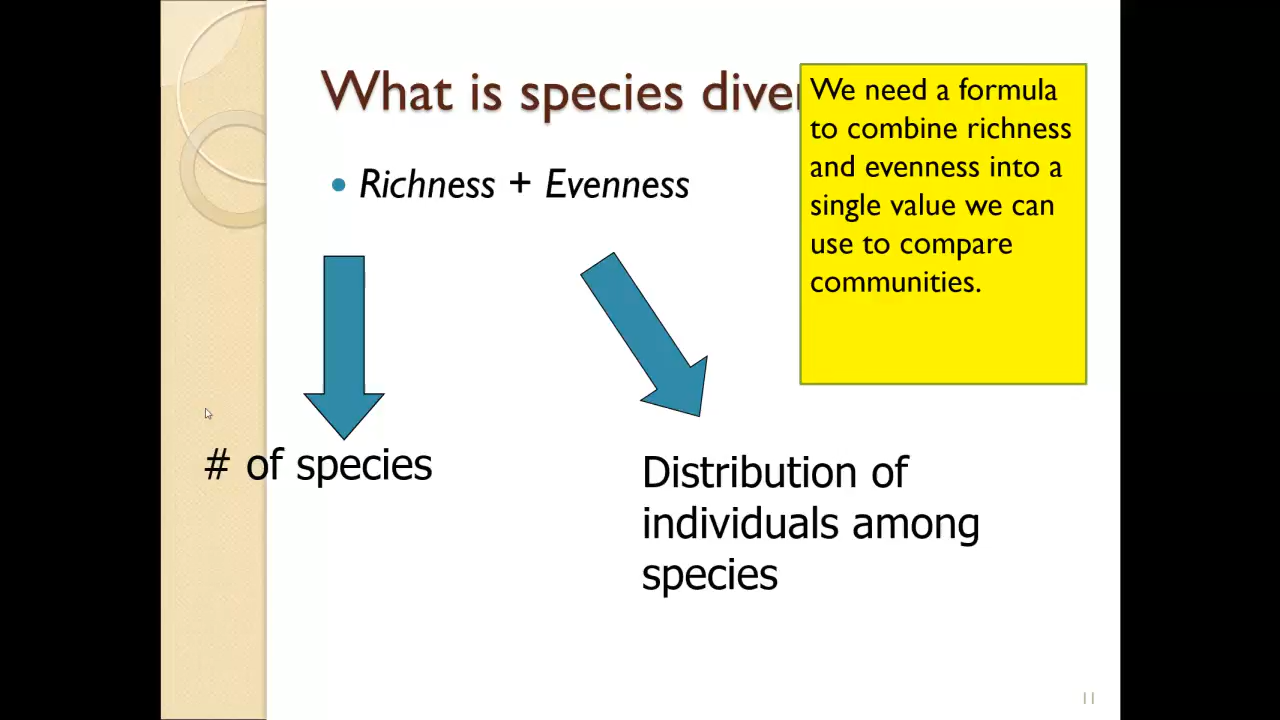 What is species diver
We need a formula
to combine richness
and evenness into a
single value we can
use to compare
communities.
• Richness + Evenness
# of species
Distribution of
individuals among
species
11